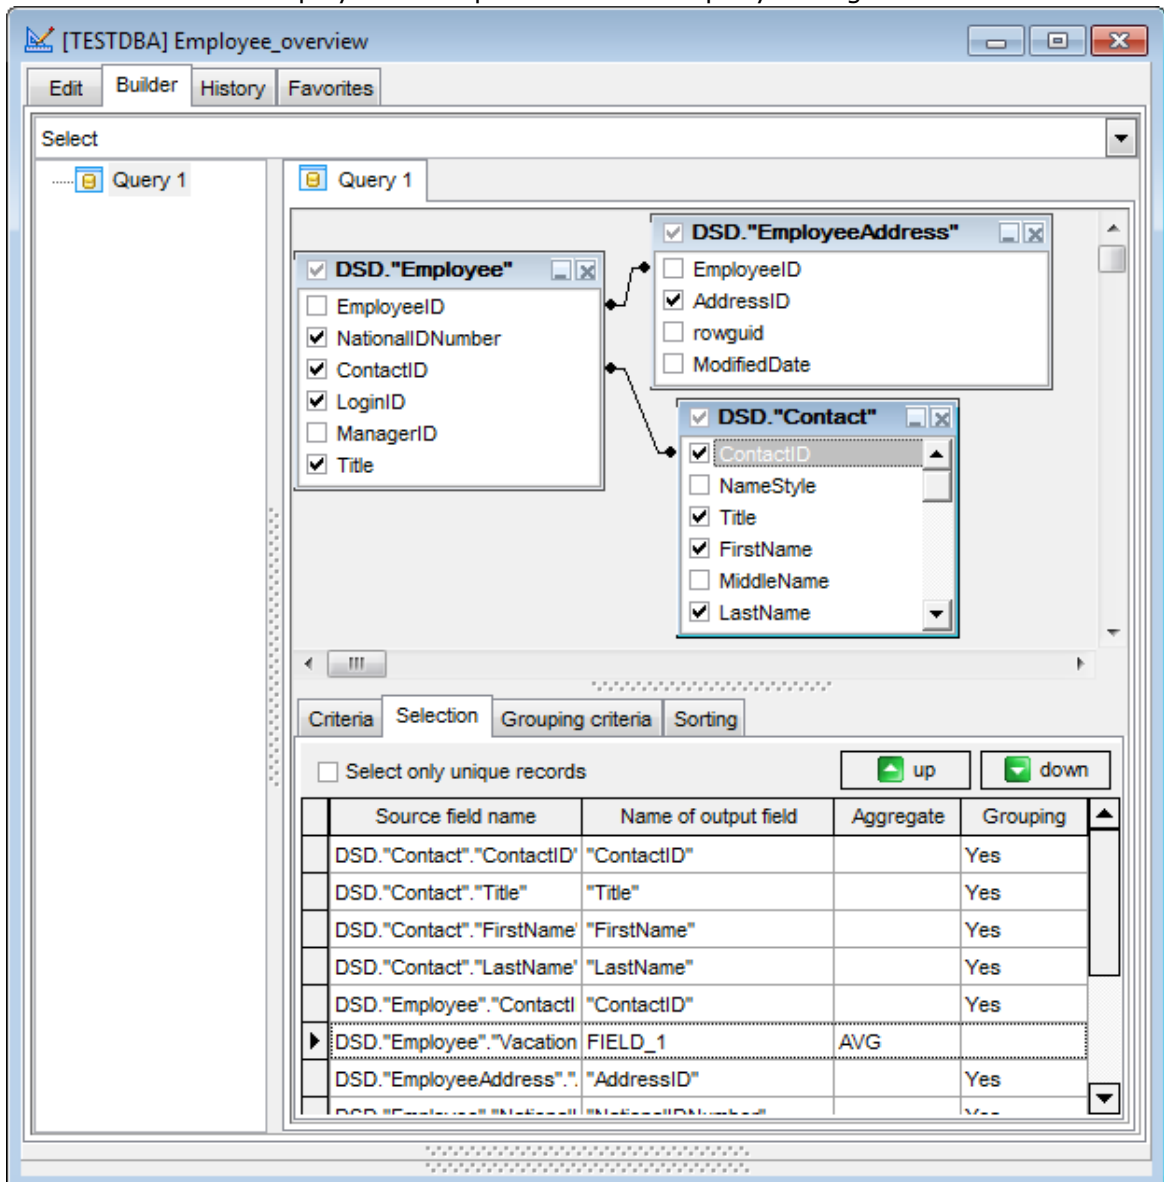 [TESTDBA] Employee_overview
Edit Builder History Favorites
Select
Query 1
Query 1
DSD."EmployeeAddress"
EmployeeID
AddressID
rowguid
ModifiedDate
DSD."Employee"
EmployeeID
NationalIDNumber
ContactID
LoginID
ManagerID
Title
DSD."Contact"
ContactID
NameStyle
Title
FirstName
MiddleName
LastName
Criteria Selection Grouping criteria Sorting
Select only unique records up down
Source field name Name of output field Aggregate Grouping
DSD."Contact"."ContactID" "ContactID" Yes
DSD."Contact"."Title" "Title" Yes
DSD."Contact"."FirstName" "FirstName" Yes
DSD."Contact"."LastName" "LastName" Yes
DSD."Employee"."ContactI "ContactID" Yes
DSD."Employee"."Vacation FIELD_1 AVG
DSD."EmployeeAddress".". "AddressID" Yes